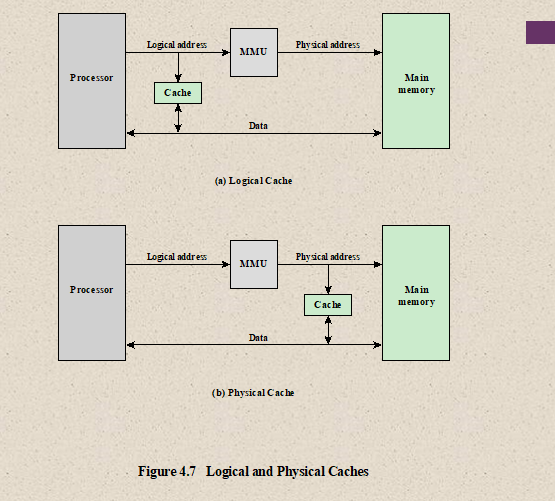 Logical address
Physical address
MMU
Processor
Main
memory
Cache
Data
(a) Logical Cache
Logical address
Physical address
MMU
Processor
Main
memory
Cache
Data
(b) Physical Cache
Figure 4.7 Logical and Physical Caches